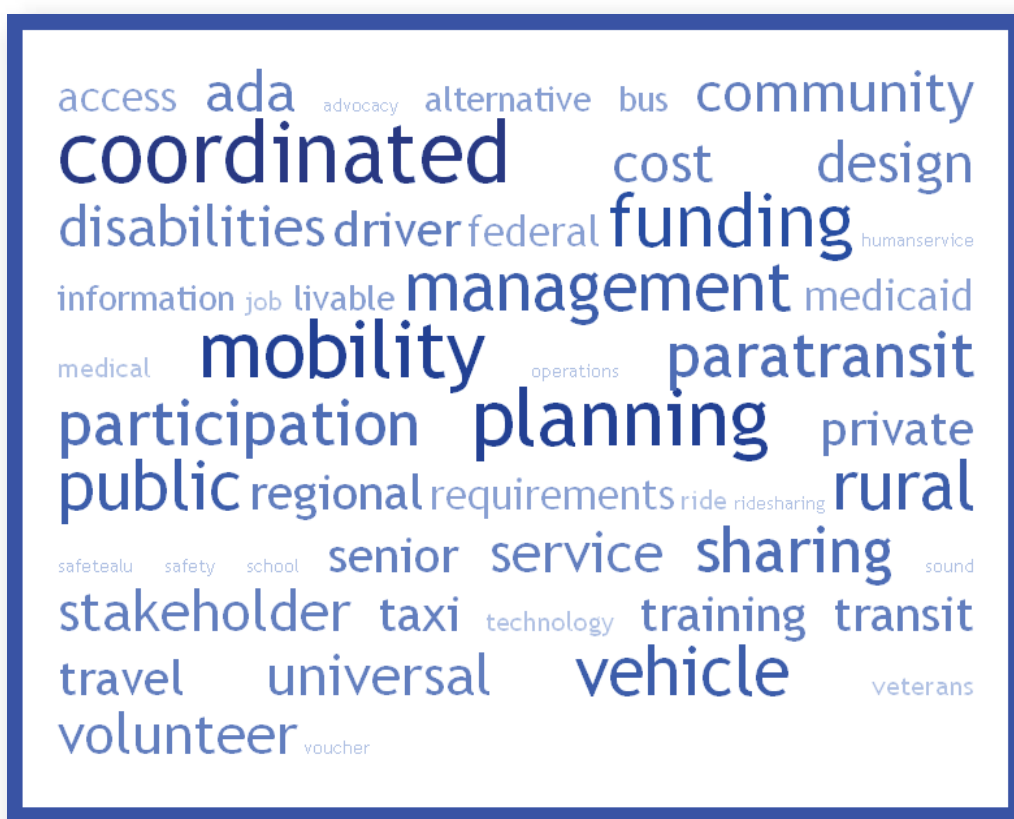 access ada advocacy alternative bus community
coordinated cost design
disabilities driver federal funding humanservice
information job livable management medicaid
medical mobility operations paratransit
participation planning private
public regional requirements ride ridesharing rural
safetealu safety school senior service sharing sound
stakeholder taxi technology training transit
travel universal vehicle veterans
volunteer voucher